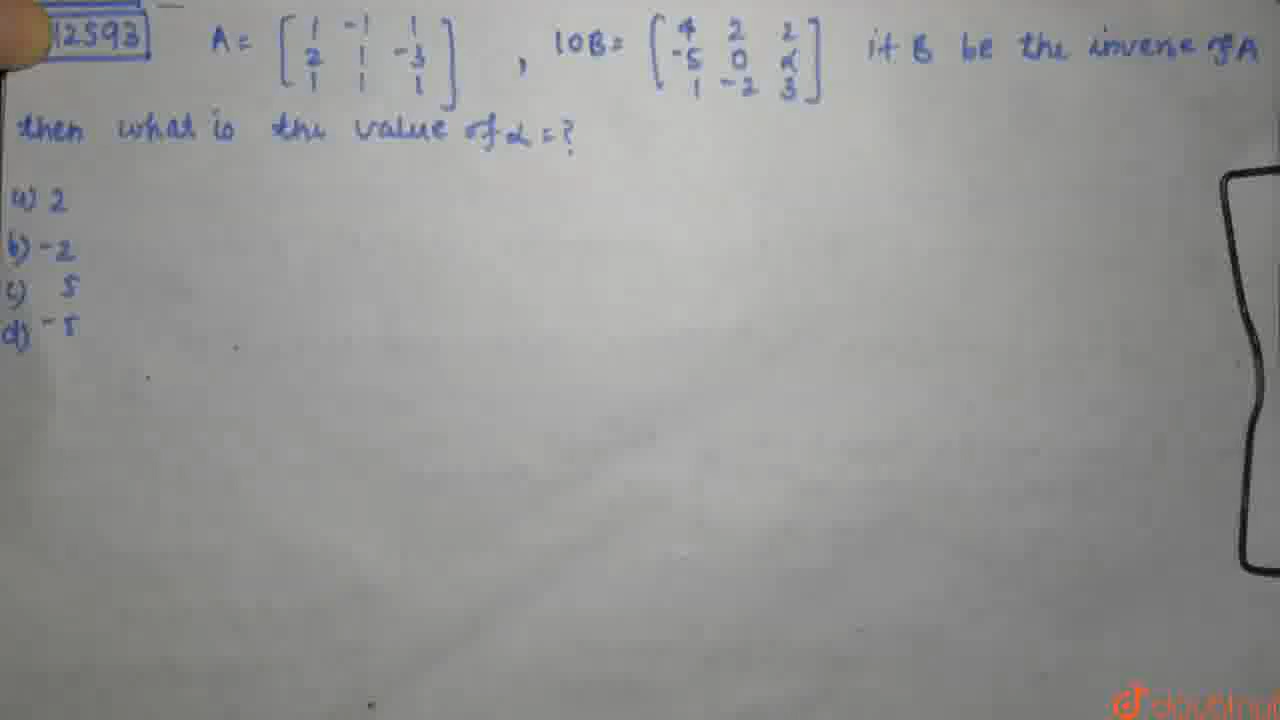 12593 A = [ 1 -1 1 ; 2 1 -3 ; 1 1 1 ] , 10B = [ 4 2 2 ; -5 0 α ; 1 -2 3 ] if B be the inverse of A
then what is the value of α = ?
a) 2
b) -2
c) 5
d) -5
doubtnut